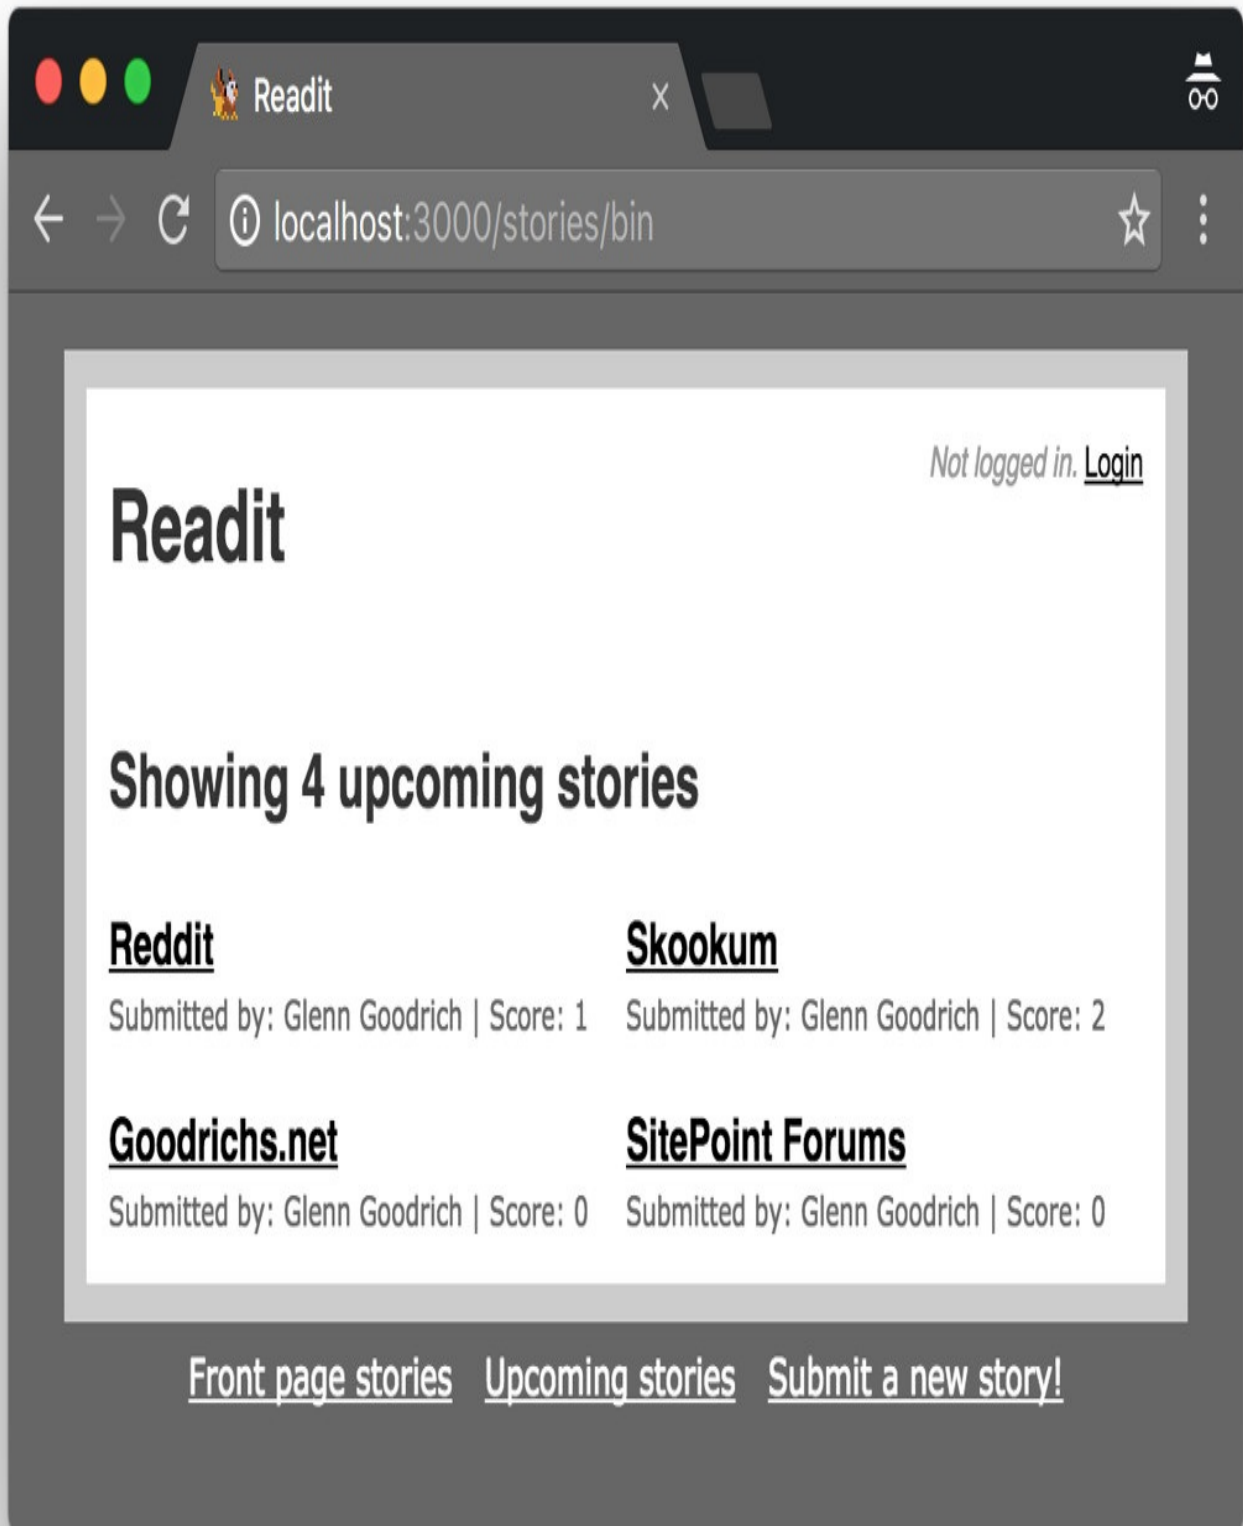 Readit
localhost:3000/stories/bin
Not logged in. Login
Readit
Showing 4 upcoming stories
Reddit
Submitted by: Glenn Goodrich | Score: 1
Skookum
Submitted by: Glenn Goodrich | Score: 2
Goodrichs.net
Submitted by: Glenn Goodrich | Score: 0
SitePoint Forums
Submitted by: Glenn Goodrich | Score: 0
Front page stories Upcoming stories Submit a new story!